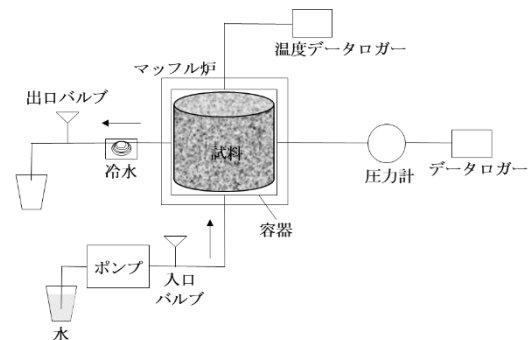 温度データロガー
マッフル炉
出口バルブ
試料
冷水
圧力計
データロガー
容器
ポンプ
入口
バルブ
水